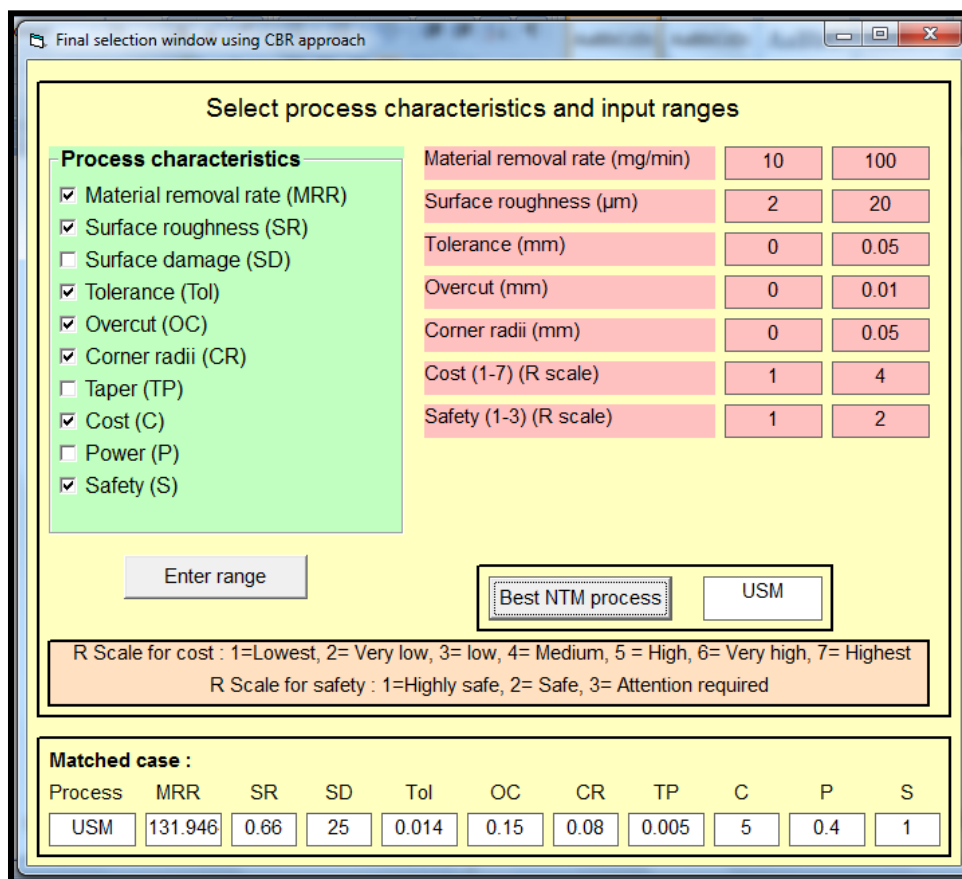 Final selection window using CBR approach
Select process characteristics and input ranges
Process characteristics
Material removal rate (MRR)
Surface roughness (SR)
Surface damage (SD)
Tolerance (Tol)
Overcut (OC)
Corner radii (CR)
Taper (TP)
Cost (C)
Power (P)
Safety (S)
Material removal rate (mg/min) 10 100
Surface roughness (µm) 2 20
Tolerance (mm) 0 0.05
Overcut (mm) 0 0.01
Corner radii (mm) 0 0.05
Cost (1-7) (R scale) 1 4
Safety (1-3) (R scale) 1 2
Enter range
Best NTM process USM
R Scale for cost : 1=Lowest, 2= Very low, 3= low, 4= Medium, 5 = High, 6= Very high, 7= Highest
R Scale for safety : 1=Highly safe, 2= Safe, 3= Attention required
Matched case :
Process MRR SR SD Tol OC CR TP C P S
USM 131.946 0.66 25 0.014 0.15 0.08 0.005 5 0.4 1